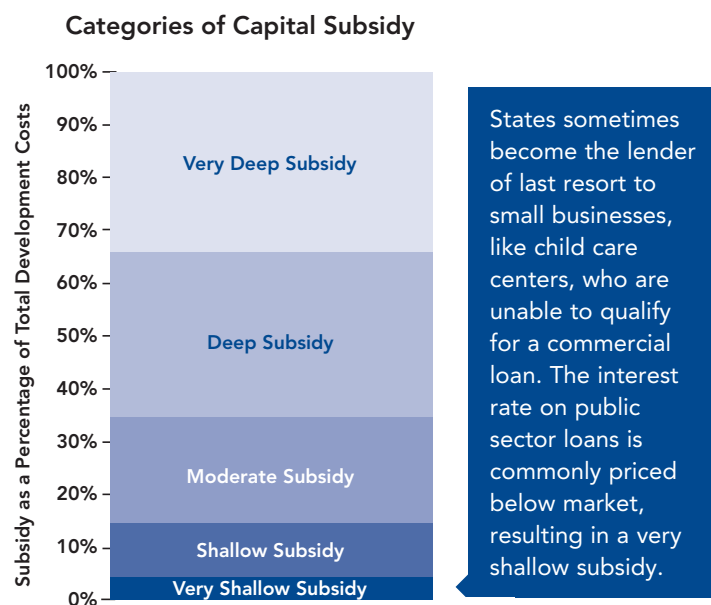 Categories of Capital Subsidy
Subsidy as a Percentage of Total Development Costs
100%
90%
80%
70%
60%
50%
40%
30%
20%
10%
0%
Very Deep Subsidy
Deep Subsidy
Moderate Subsidy
Shallow Subsidy
Very Shallow Subsidy
States sometimes
become the lender
of last resort to
small businesses,
like child care
centers, who are
unable to qualify
for a commercial
loan. The interest
rate on public
sector loans is
commonly priced
below market,
resulting in a very
shallow subsidy.